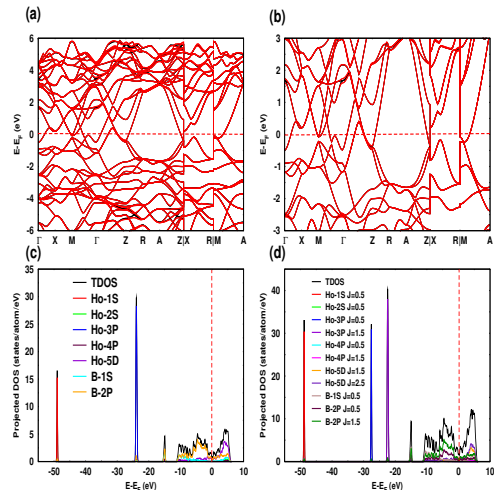 (a)
(b)
E-E_F (eV)
6
4
2
0
-2
-4
-6
Γ X M Γ Z R A Z|X R|M A
3
2
1
0
-1
-2
-3
Γ X M Γ Z R A Z|X R|M A
(c)
(d)
Projected DOS (states/atom/eV)
35
30
25
20
15
10
5
0
TDOS
Ho-1S
Ho-2S
Ho-3P
Ho-4P
Ho-5D
B-1S
B-2P
-50 -40 -30 -20 -10 0 10
E-E_F (eV)
Projected DOS (states/atom/eV)
50
40
30
20
10
0
TDOS
Ho-1S J=0.5
Ho-2S J=0.5
Ho-3P J=0.5
Ho-3P J=1.5
Ho-4P J=0.5
Ho-4P J=1.5
Ho-5D J=1.5
Ho-5D J=2.5
B-1S J=0.5
B-2P J=0.5
B-2P J=1.5
-50 -40 -30 -20 -10 0 10
E-E_F (eV)